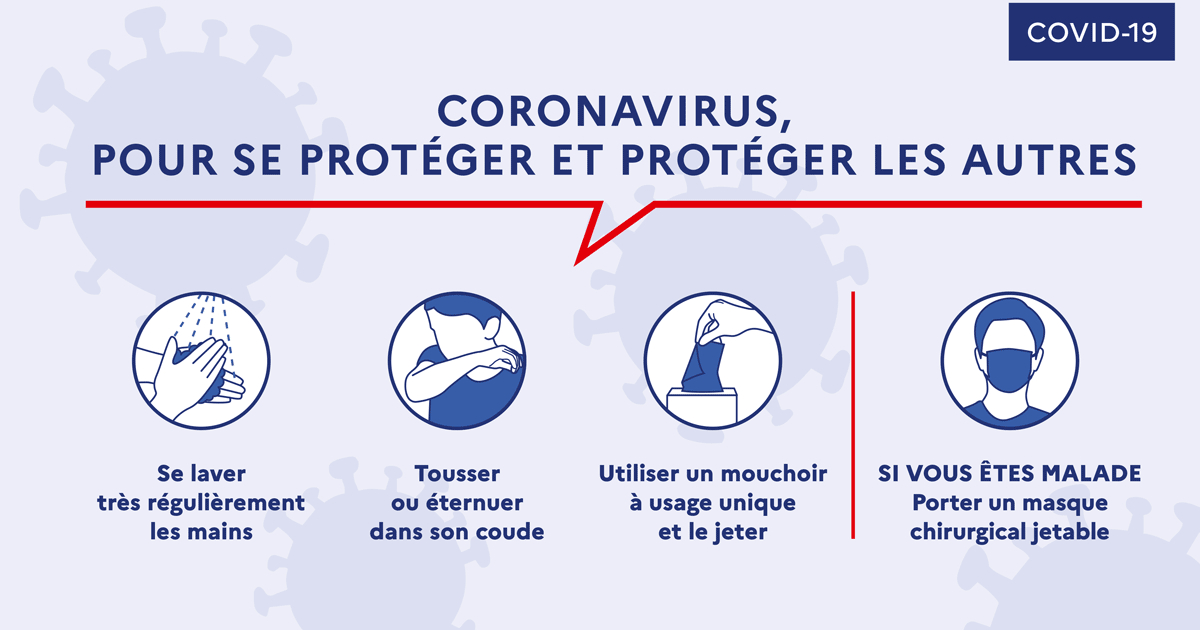 COVID-19
CORONAVIRUS,
POUR SE PROTÉGER ET PROTÉGER LES AUTRES
Se laver
très régulièrement
les mains
Tousser
ou éternuer
dans son coude
Utiliser un mouchoir
à usage unique
et le jeter
SI VOUS ÊTES MALADE
Porter un masque
chirurgical jetable